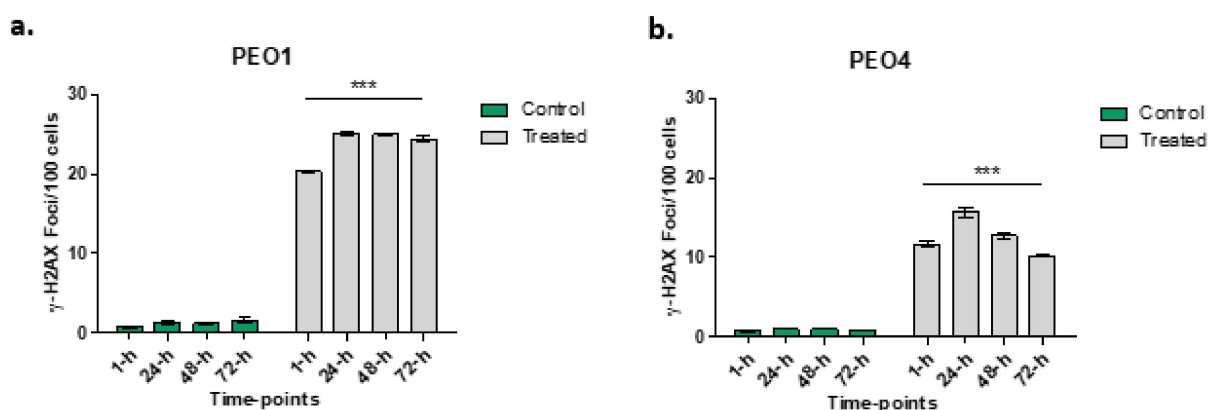 a.
PEO1
γ-H2AX Foci/100 cells
30
20
10
0
***
Control
Treated
1-h 24-h 48-h 72-h 1-h 24-h 48-h 72-h
Time-points
b.
PEO4
γ-H2AX Foci/100 cells
30
20
10
0
***
Control
Treated
1-h 24-h 48-h 72-h 1-h 24-h 48-h 72-h
Time-points